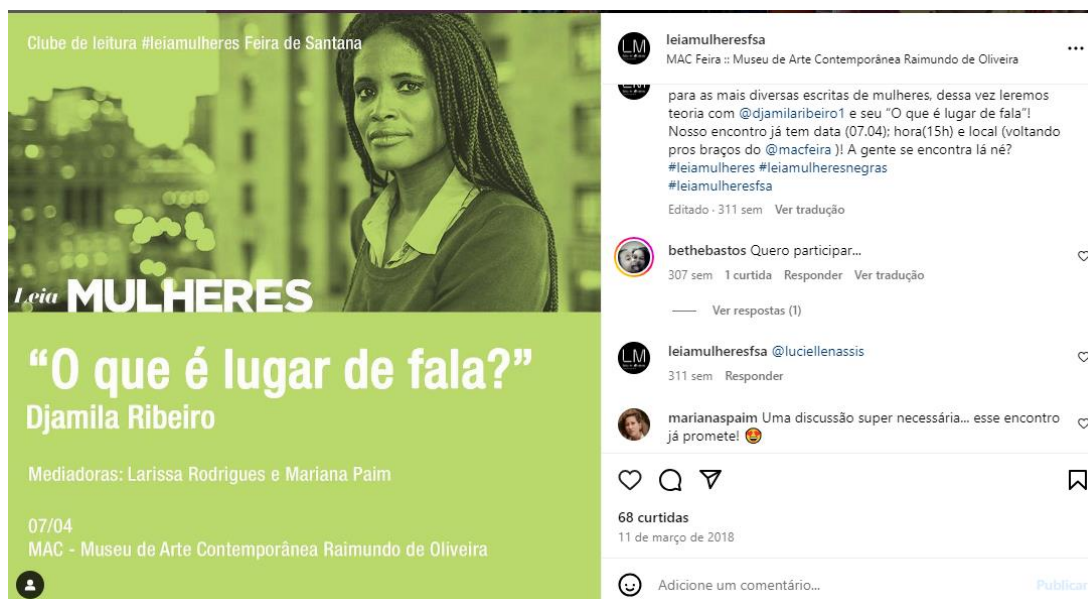 Clube de leitura #leiamulheres Feira de Santana
Leia MULHERES
“O que é lugar de fala?”
Djamila Ribeiro
Mediadoras: Larissa Rodrigues e Mariana Paim
07/04
MAC - Museu de Arte Contemporânea Raimundo de Oliveira
LM
leiamulheresfsa
MAC Feira :: Museu de Arte Contemporânea Raimundo de Oliveira
para as mais diversas escritas de mulheres, dessa vez leremos
teoria com @djamilaribeiro1 e seu “O que é lugar de fala”!
Nosso encontro já tem data (07.04); hora(15h) e local (voltando
pros braços do @macfeira )! A gente se encontra lá né?
#leiamulheres #leiamulheresnegras
#leiamulheresfsa
Editado · 311 sem Ver tradução
bethebastos Quero participar...
307 sem 1 curtida Responder Ver tradução
Ver respostas (1)
LM
leiamulheresfsa @luciellenassis
311 sem Responder
marianaspaim Uma discussão super necessária... esse encontro
já promete! 😍
68 curtidas
11 de março de 2018
Adicione um comentário...
Publicar